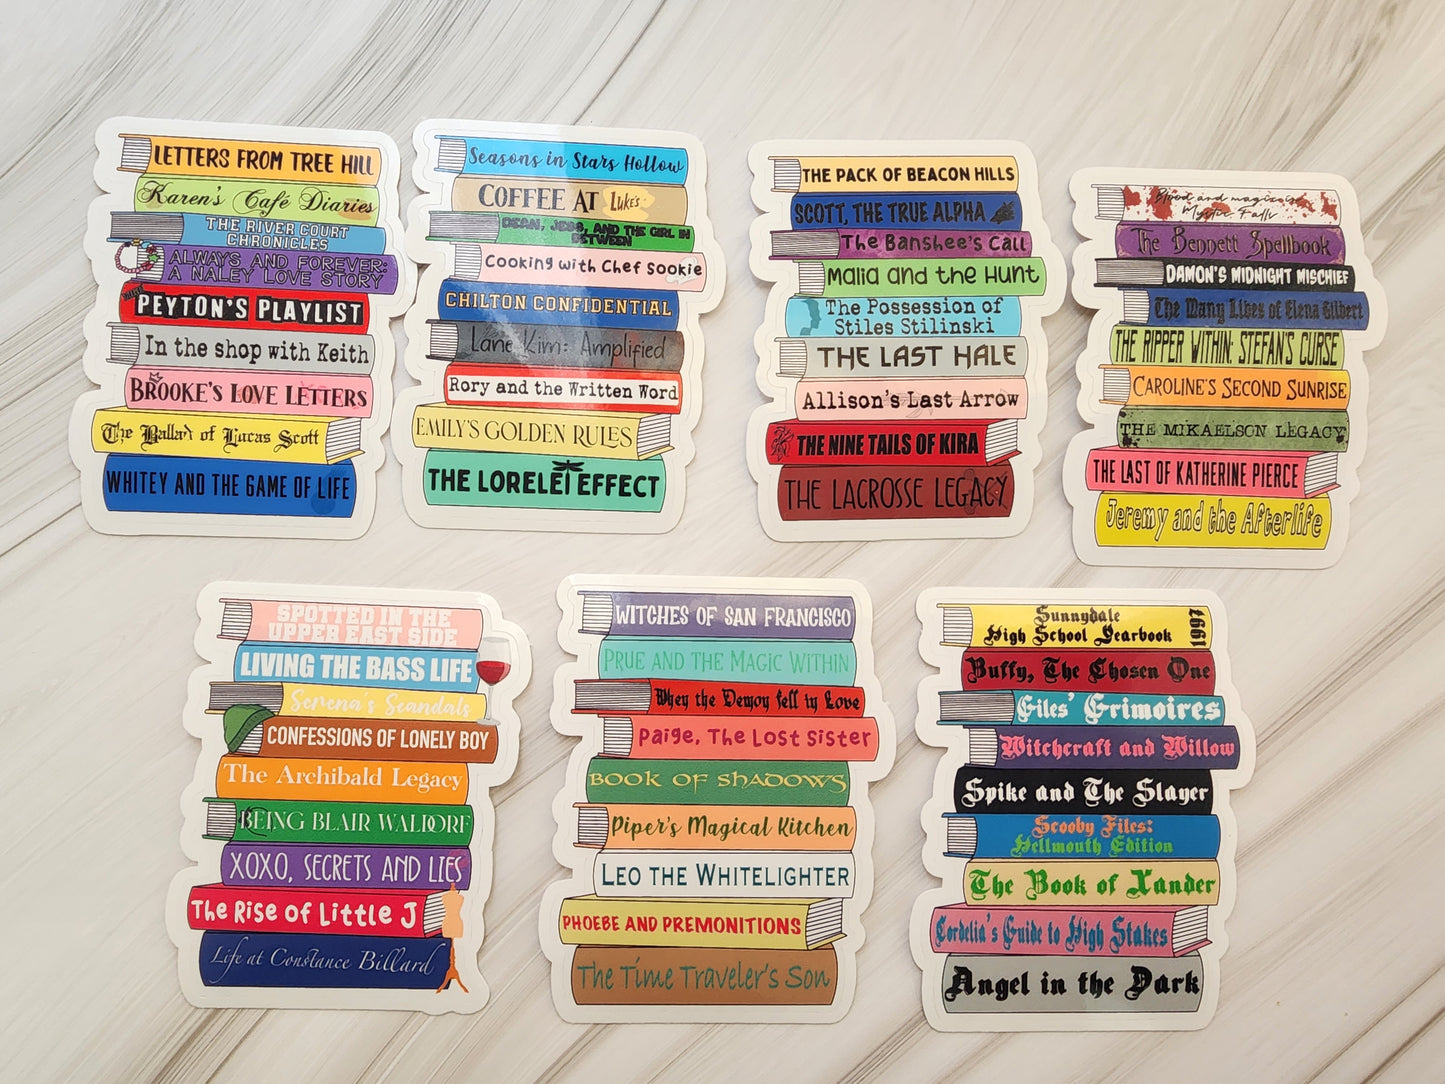 LETTERS FROM TREE HILL
Karen's Café Diaries
THE RIVER COURT
CHRONICLES
ALWAYS AND FOREVER:
A NALEY LOVE STORY
PEYTON'S PLAYLIST
In the shop with Keith
BROOKE'S LOVE LETTERS
The Ballad of Lucas Scott
WHITEY AND THE GAME OF LIFE
Seasons in Stars Hollow
COFFEE AT Luke's
DEAN, JESS, AND THE GIRL IN
BETWEEN
Cooking with Chef Sookie
CHILTON CONFIDENTIAL
Lane Kim: Amplified
Rory and the Written Word
EMILY'S GOLDEN RULES
THE LORELEI EFFECT
THE PACK OF BEACON HILLS
SCOTT, THE TRUE ALPHA
The Banshee's Call
Malia and the Hunt
The Possession of
Stiles Stilinski
THE LAST HALE
Allison's Last Arrow
THE NINE TAILS OF KIRA
THE LACROSSE LEGACY
Blood and magic arise in
Mystic Falls
The Bennett Spellbook
DAMON'S MIDNIGHT MISCHIEF
The Many Lives of Elena Gilbert
THE RIPPER WITHIN: STEFAN'S CURSE
CAROLINE'S SECOND SUNRISE
THE MIKAELSON LEGACY
THE LAST OF KATHERINE PIERCE
Jeremy and the Afterlife
SPOTTED IN THE
UPPER EAST SIDE
LIVING THE BASS LIFE
Serena's Scandals
CONFESSIONS OF LONELY BOY
The Archibald Legacy
BEING BLAIR WALDORF
XOXO, SECRETS AND LIES
The Rise of Little J
Life at Constance Billard
WITCHES OF SAN FRANCISCO
PRUE AND THE MAGIC WITHIN
When the Demon fell in Love
Paige, The Lost Sister
BOOK OF SHADOWS
Piper's Magical Kitchen
LEO THE WHITELIGHTER
PHOEBE AND PREMONITIONS
The Time Traveler's Son
Sunnydale
High School Yearbook
1997
Buffy, The Chosen One
Giles' Grimoires
Witchcraft and Willow
Spike and The Slayer
Scooby Files:
Hellmouth Edition
The Book of Xander
Cordelia's Guide to High Stakes
Angel in the Dark